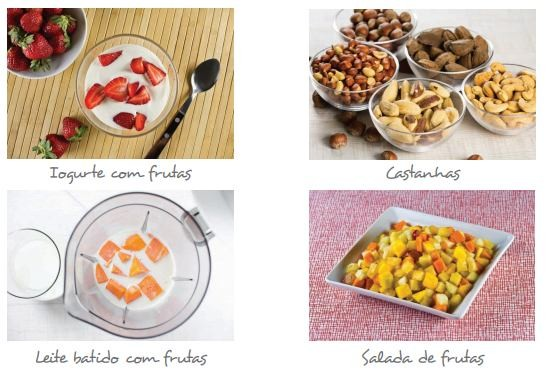 Iogurte com frutas
Castanhas
Leite batido com frutas
Salada de frutas